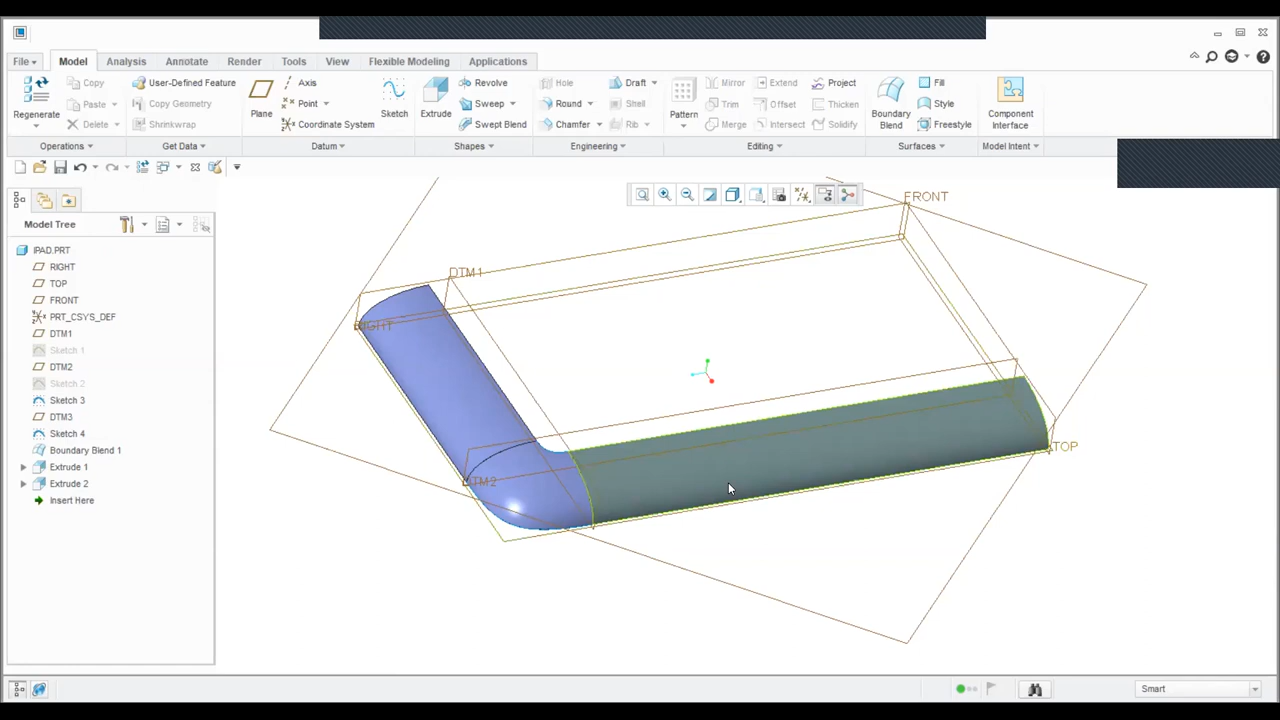 File Model Analysis Annotate Render Tools View Flexible Modeling Applications
Regenerate
Copy
Paste
Delete
User-Defined Feature
Copy Geometry
Shrinkwrap
Plane
Axis
Point
Coordinate System
Sketch
Extrude
Revolve
Sweep
Swept Blend
Hole
Round
Chamfer
Draft
Shell
Rib
Pattern
Mirror
Trim
Merge
Extend
Offset
Intersect
Project
Thicken
Solidify
Boundary
Blend
Fill
Style
Freestyle
Component
Interface
Operations Get Data Datum Shapes Engineering Editing Surfaces Model Intent
Model Tree
IPAD.PRT
RIGHT
TOP
FRONT
PRT_CSYS_DEF
DTM1
Sketch 1
DTM2
Sketch 2
Sketch 3
DTM3
Sketch 4
Boundary Blend 1
Extrude 1
Extrude 2
Insert Here
FRONT
DTM1
RIGHT
TOP
DTM2
Smart